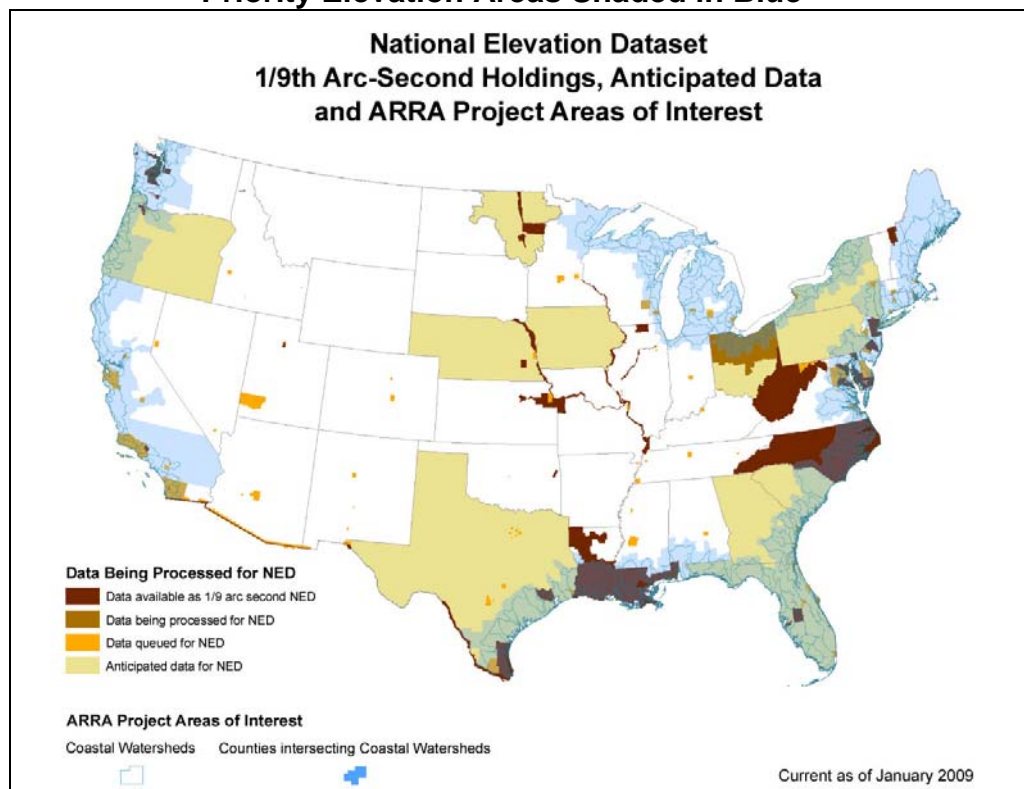 Priority Elevation Areas Shaded in Blue
National Elevation Dataset
1/9th Arc-Second Holdings, Anticipated Data
and ARRA Project Areas of Interest
Data Being Processed for NED
Data available as 1/9 arc second NED
Data being processed for NED
Data queued for NED
Anticipated data for NED
ARRA Project Areas of Interest
Coastal Watersheds Counties intersecting Coastal Watersheds
Current as of January 2009